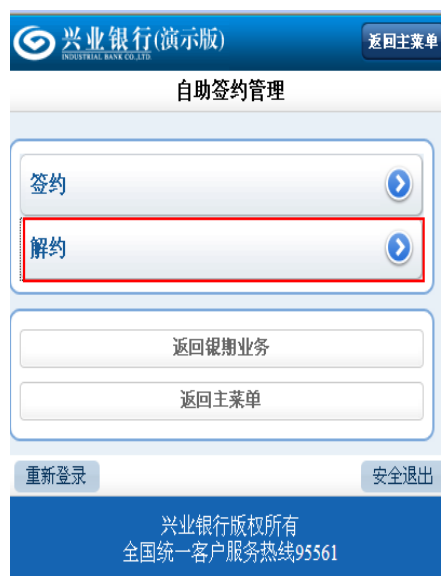 兴业银行(演示版)
INDUSTRIAL BANK CO.,LTD.
返回主菜单
自助签约管理
签约
解约
返回银期业务
返回主菜单
重新登录
安全退出
兴业银行版权所有
全国统一客户服务热线95561